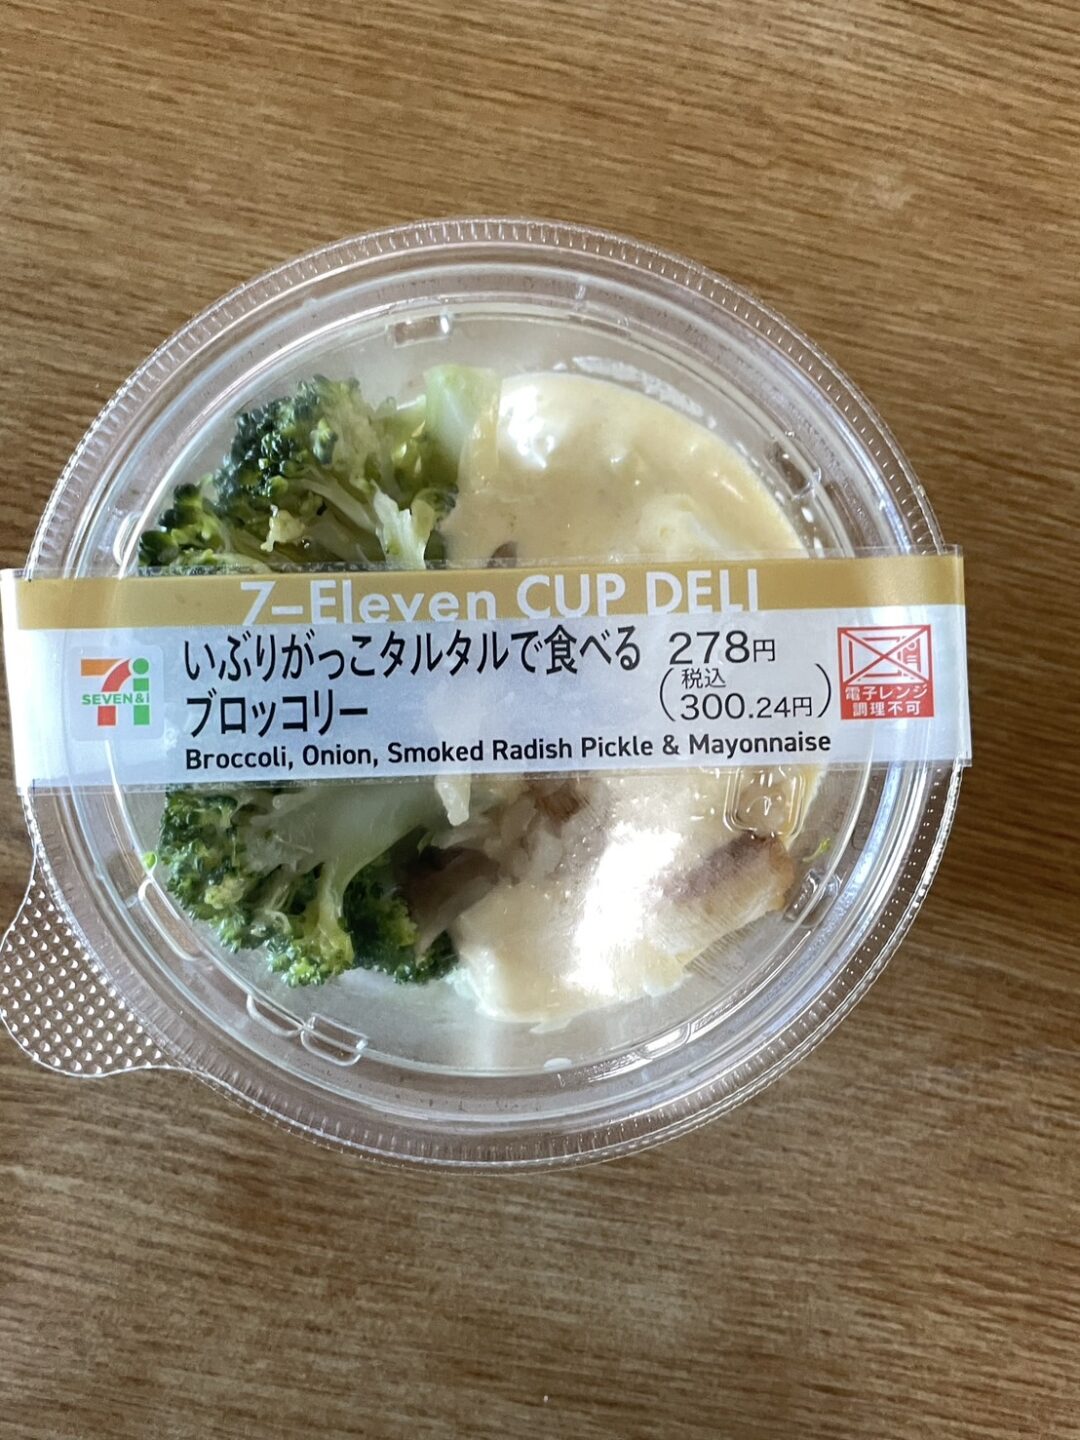 7-Eleven CUP DELI
いぶりがっこタルタルで食べる 278円
ブロッコリー (税込 300.24円)
Broccoli, Onion, Smoked Radish Pickle & Mayonnaise
SEVEN&i
電子レンジ
調理不可